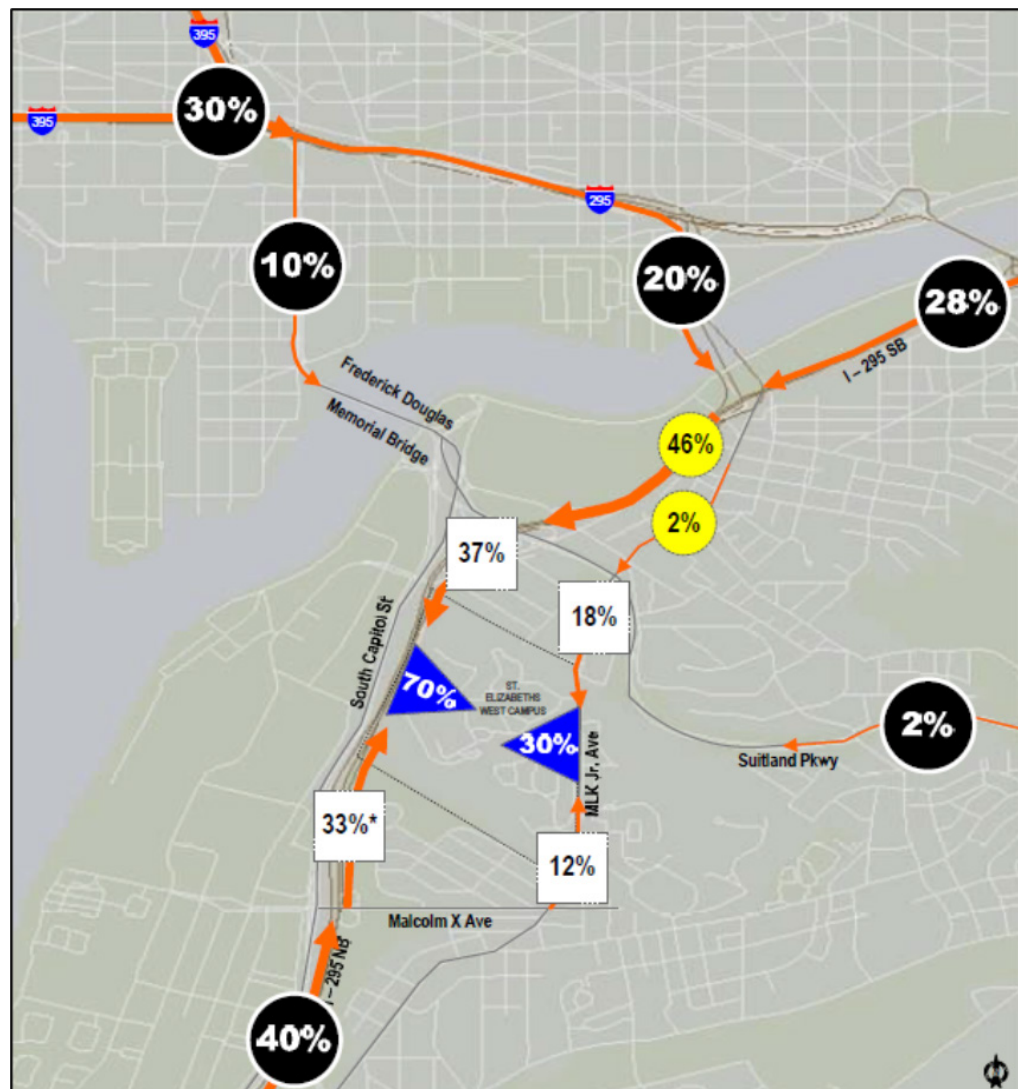 395
30%
395
295
10%
20%
28%
I – 295 SB
Frederick Douglas
Memorial Bridge
46%
2%
37%
18%
South Capitol St
70%
ST.
ELIZABETHS
WEST CAMPUS
30%
MLK Jr. Ave
2%
Suitland Pkwy
33%*
12%
Malcolm X Ave
I – 295 NB
40%